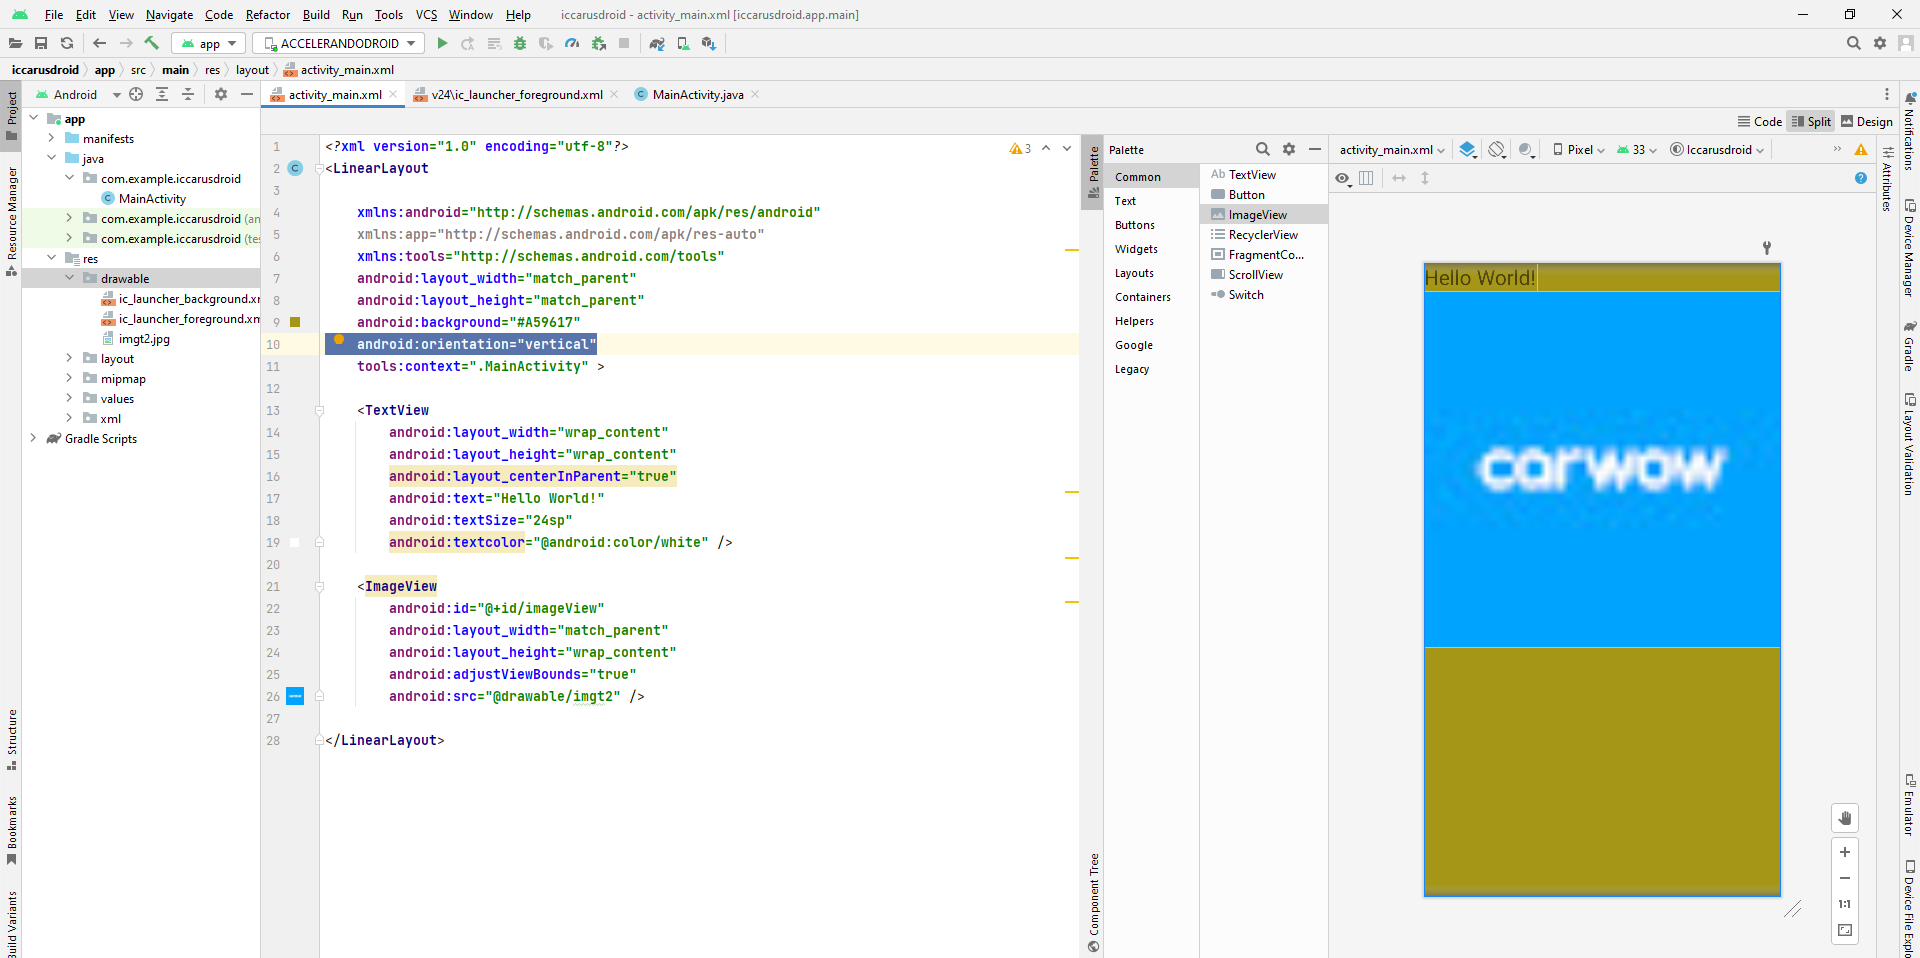 File Edit View Navigate Code Refactor Build Run Tools VCS Window Help iccarusdroid - activity_main.xml [iccarusdroid.app.main]
app ACCELERANDODROID
iccarusdroid app src main res layout activity_main.xml
Project
Resource Manager
Structure
Bookmarks
Build Variants
Android
app
manifests
java
com.example.iccarusdroid
MainActivity
com.example.iccarusdroid (an
com.example.iccarusdroid (tes
res
drawable
ic_launcher_background.xr
ic_launcher_foreground.xm
imgt2.jpg
layout
mipmap
values
xml
Gradle Scripts
activity_main.xml v24\ic_launcher_foreground.xml MainActivity.java
Code Split Design
3
1 <?xml version="1.0" encoding="utf-8"?>
2 <LinearLayout
3
4 xmlns:android="http://schemas.android.com/apk/res/android"
5 xmlns:app="http://schemas.android.com/apk/res-auto"
6 xmlns:tools="http://schemas.android.com/tools"
7 android:layout_width="match_parent"
8 android:layout_height="match_parent"
9 android:background="#A59617"
10 android:orientation="vertical"
11 tools:context=".MainActivity" >
12
13 <TextView
14 android:layout_width="wrap_content"
15 android:layout_height="wrap_content"
16 android:layout_centerInParent="true"
17 android:text="Hello World!"
18 android:textSize="24sp"
19 android:textcolor="@android:color/white" />
20
21 <ImageView
22 android:id="@+id/imageView"
23 android:layout_width="match_parent"
24 android:layout_height="wrap_content"
25 android:adjustViewBounds="true"
26 android:src="@drawable/imgt2" />
27
28 </LinearLayout>
Palette
Component Tree
Palette
Common
Text
Buttons
Widgets
Layouts
Containers
Helpers
Google
Legacy
Ab TextView
Button
ImageView
RecyclerView
FragmentCo...
ScrollView
Switch
activity_main.xml Pixel 33 Iccarusdroid
Hello World!
carwow
1:1
Attributes
Notifications
Device Manager
Gradle
Layout Validation
Emulator
Device File Explo